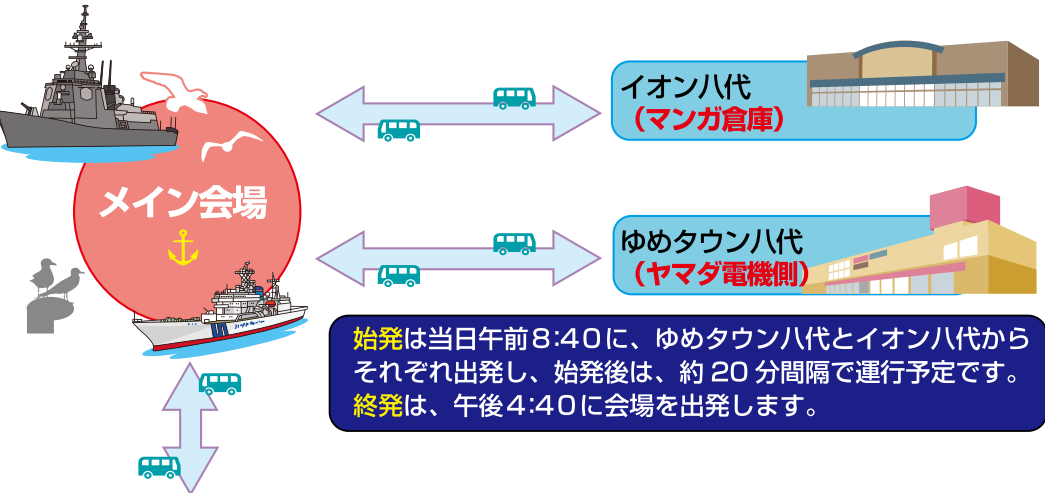 イオン八代
（マンガ倉庫）
メイン会場
ゆめタウン八代
（ヤマダ電機側）
始発は当日午前8:40に、ゆめタウン八代とイオン八代から
それぞれ出発し、始発後は、約20分間隔で運行予定です。
終発は、午後4:40に会場を出発します。